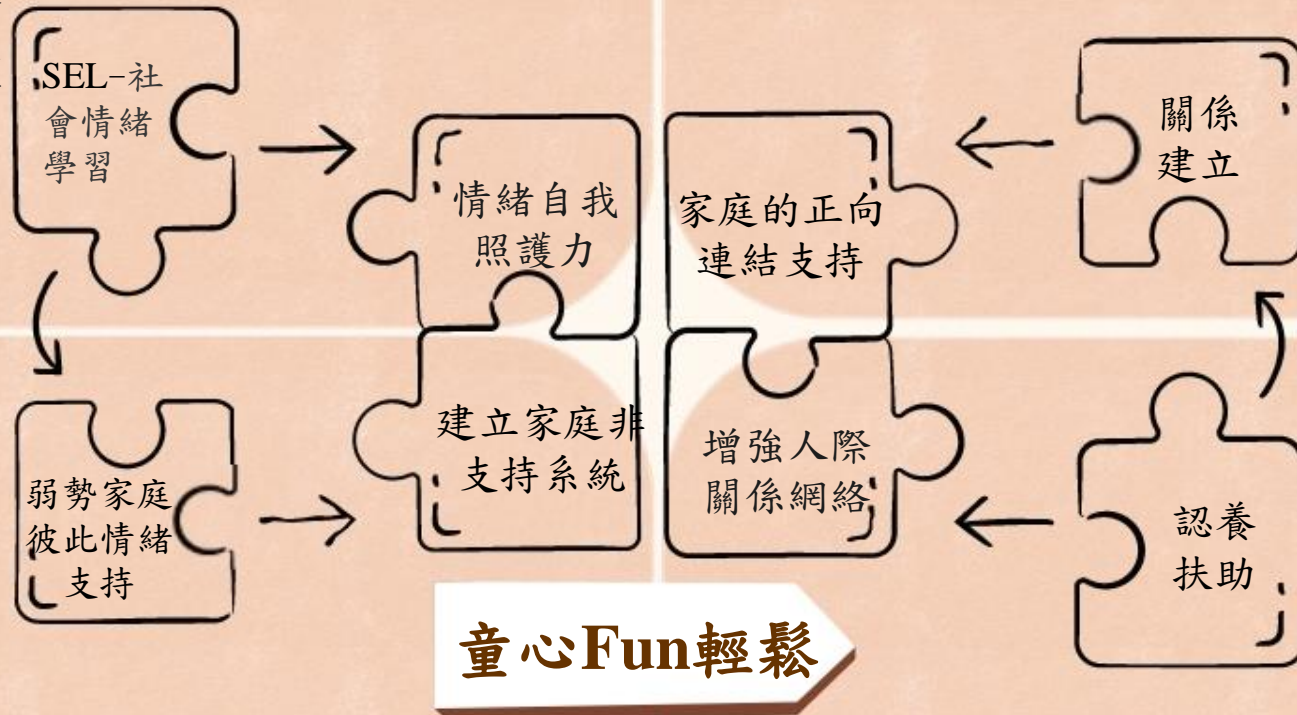 SEL-社
會情緒
學習
情緒自我
照護力
家庭的正向
連結支持
關係
建立
弱勢家庭
彼此情緒
支持
建立家庭非
支持系統
增強人際
關係網絡
認養
扶助
童心Fun輕鬆